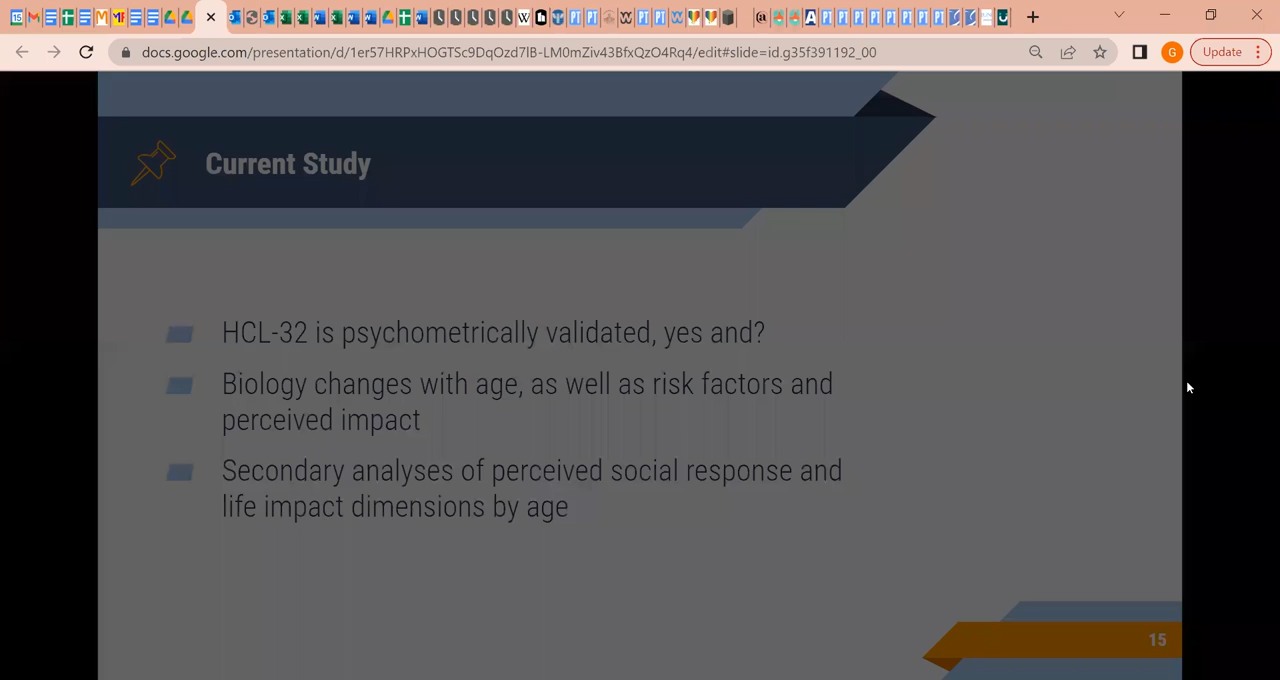 docs.google.com/presentation/d/1er57HRPxHOGTSc9DqOzd7lB-LM0mZiv43BfxQzO4Rq4/edit#slide=id.g35f391192_00
G
Update
Current Study
HCL-32 is psychometrically validated, yes and?
Biology changes with age, as well as risk factors and
perceived impact
Secondary analyses of perceived social response and
life impact dimensions by age
15